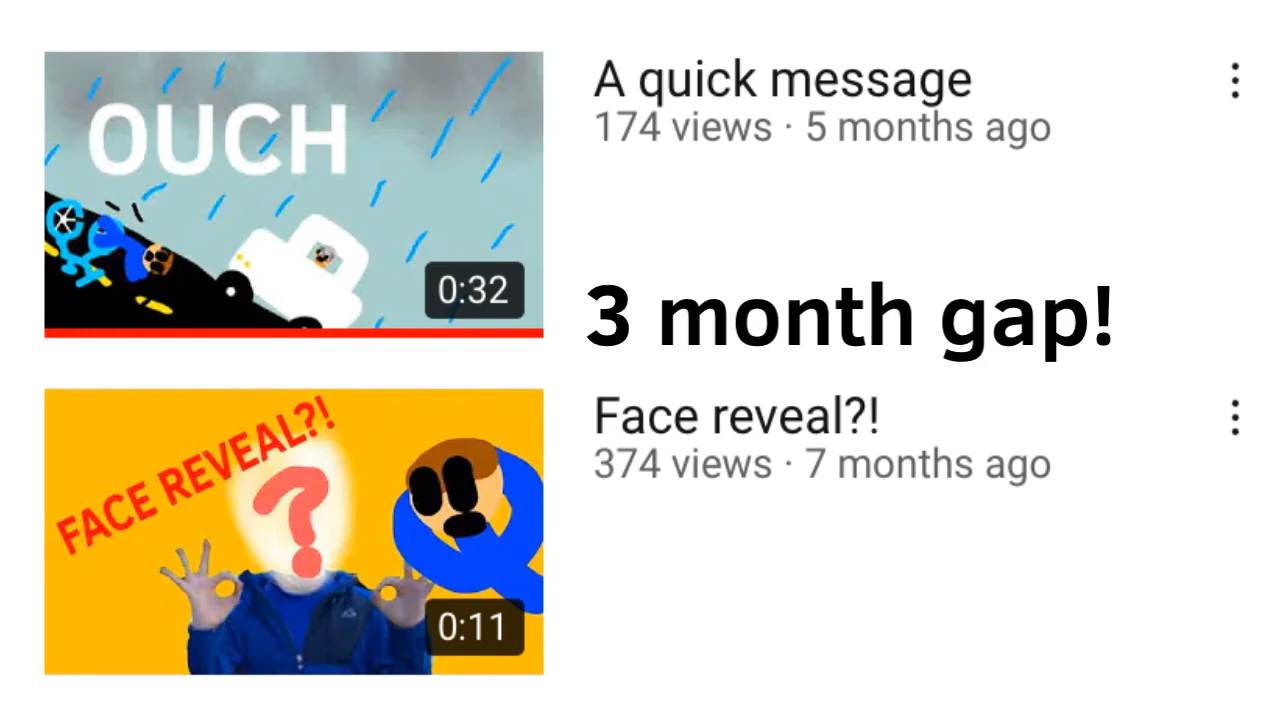 OUCH
0:32
A quick message
174 views · 5 months ago
3 month gap!
FACE REVEAL?!
?
0:11
Face reveal?!
374 views · 7 months ago